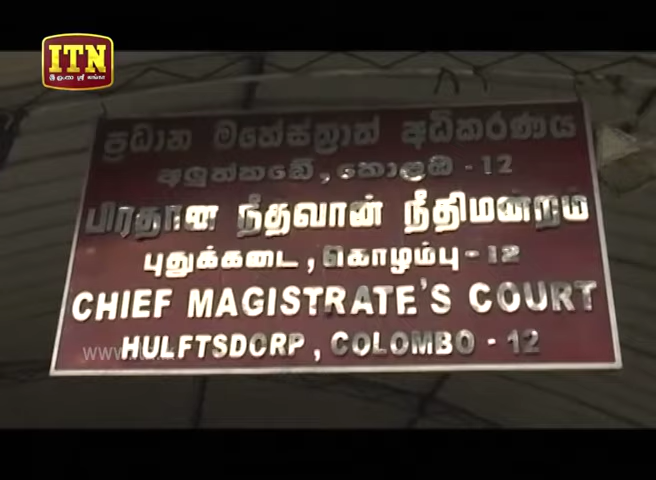 ITN
ප්‍රධාන මහේස්ත්‍රාත් අධිකරණය
අලුත්කඩේ, කොළඹ - 12
பிரதான நீதவான் நீதிமன்றம்
புதுக்கடை, கொழம்பு - 12
CHIEF MAGISTRATE'S COURT
HULFTSDORP, COLOMBO - 12